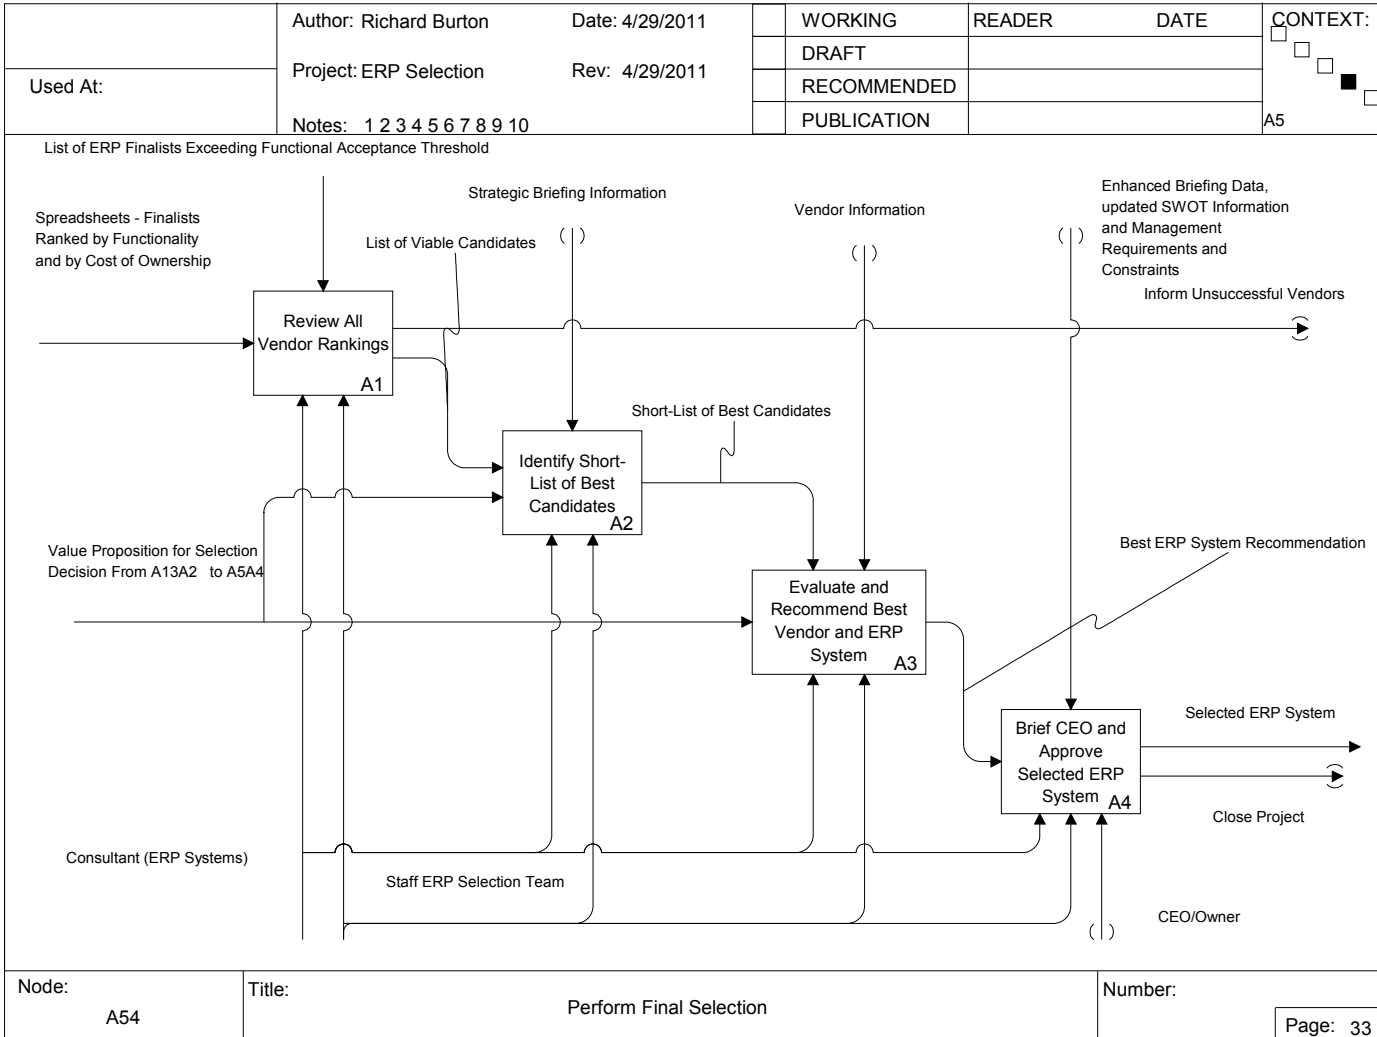 Used At:
Author: Richard Burton
Date: 4/29/2011
Project: ERP Selection
Rev: 4/29/2011
Notes: 1 2 3 4 5 6 7 8 9 10
WORKING
DRAFT
RECOMMENDED
PUBLICATION
READER
DATE
CONTEXT:
A5
List of ERP Finalists Exceeding Functional Acceptance Threshold
Spreadsheets - Finalists
Ranked by Functionality
and by Cost of Ownership
Strategic Briefing Information
List of Viable Candidates
Vendor Information
Enhanced Briefing Data,
updated SWOT Information
and Management
Requirements and
Constraints
Inform Unsuccessful Vendors
Review All
Vendor Rankings
A1
Short-List of Best Candidates
Identify Short-
List of Best
Candidates
A2
Value Proposition for Selection
Decision From A13A2 to A5A4
Best ERP System Recommendation
Evaluate and
Recommend Best
Vendor and ERP
System
A3
Selected ERP System
Brief CEO and
Approve
Selected ERP
System
A4
Close Project
Consultant (ERP Systems)
Staff ERP Selection Team
CEO/Owner
Node:
A54
Title:
Perform Final Selection
Number:
Page: 33